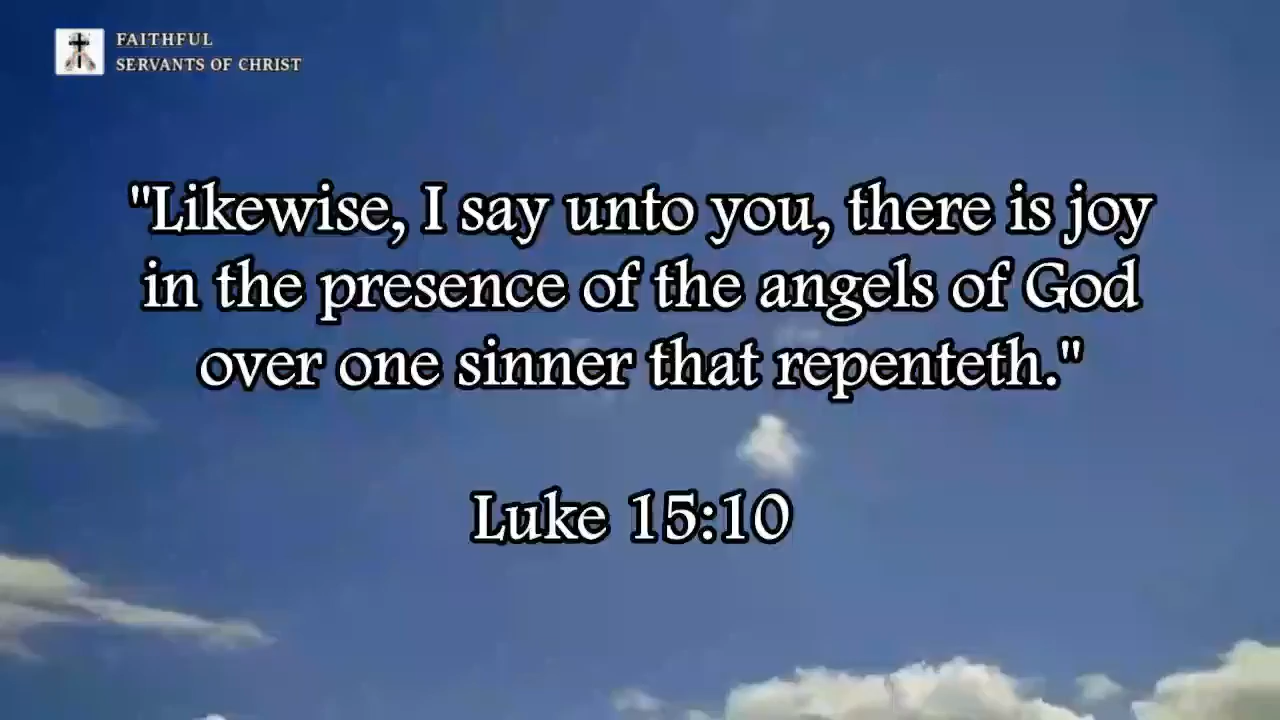 FAITHFUL
SERVANTS OF CHRIST
"Likewise, I say unto you, there is joy
in the presence of the angels of God
over one sinner that repenteth."
Luke 15:10